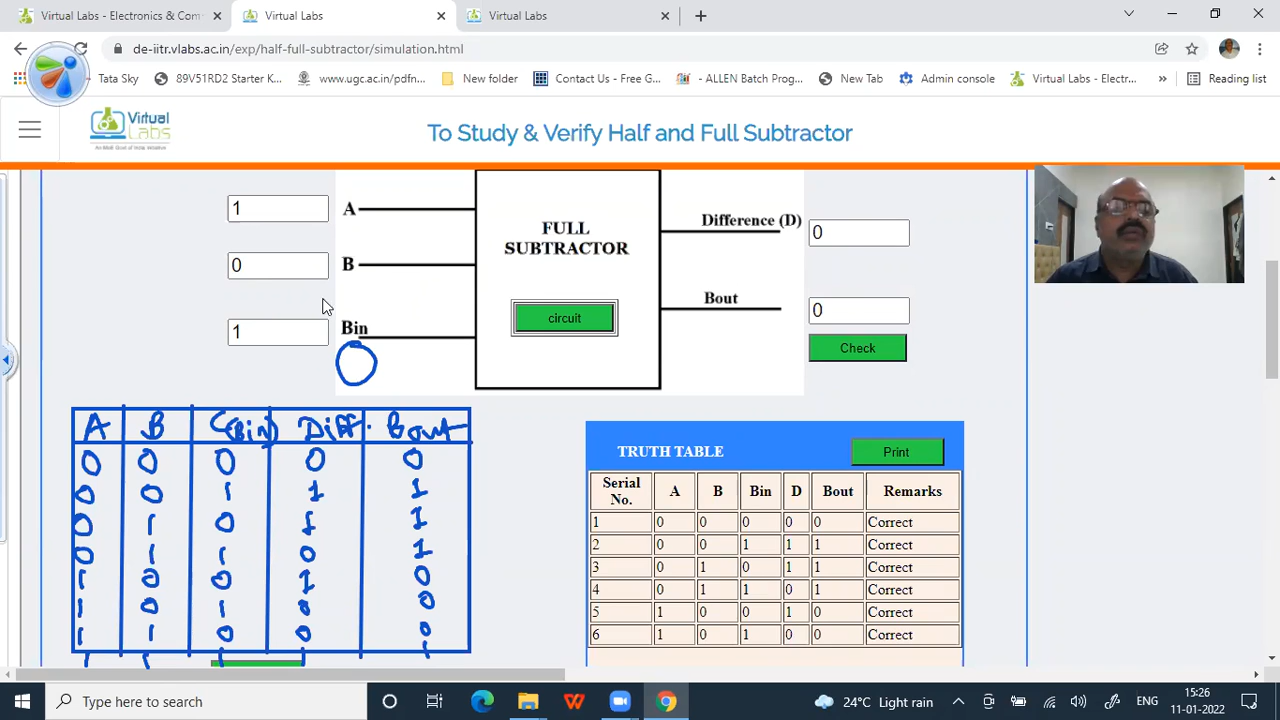 Virtual Labs - Electronics & Com
Virtual Labs
Virtual Labs
de-iitr.vlabs.ac.in/exp/half-full-subtractor/simulation.html
Tata Sky
89V51RD2 Starter K...
www.ugc.ac.in/pdfn...
New folder
Contact Us - Free G...
- ALLEN Batch Prog...
New Tab
Admin console
Virtual Labs - Electr...
»
Reading list
Virtual
Labs
To Study & Verify Half and Full Subtractor
1 A
FULL
SUBTRACTOR
Difference (D) 0
0 B
circuit
Bout 0
1 Bin
Check
A B C(Bin) Diff. Bout
0 0 0 0 0
0 0 1 1 1
0 1 0 1 1
0 1 1 0 1
1 0 0 1 0
1 0 1 0 0
1 1 0 0 0
1 1 1 1 1
TRUTH TABLE Print
Serial No. A B Bin D Bout Remarks
1 0 0 0 0 0 Correct
2 0 0 1 1 1 Correct
3 0 1 0 1 1 Correct
4 0 1 1 0 1 Correct
5 1 0 0 1 0 Correct
6 1 0 1 0 0 Correct
Type here to search
24°C Light rain
ENG
15:26
11-01-2022